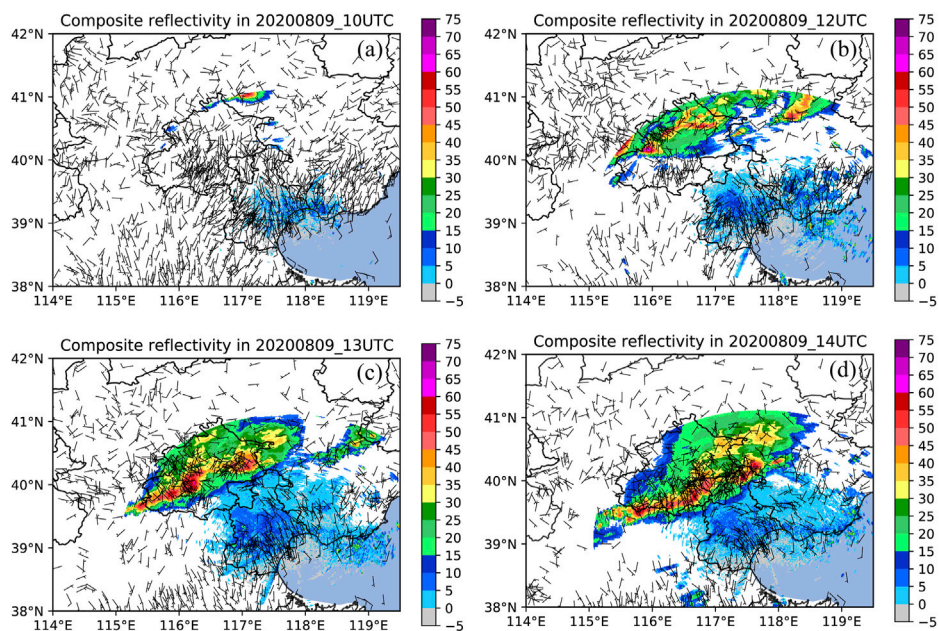 Composite reflectivity in 20200809_10UTC
(a)
42°N
41°N
40°N
39°N
38°N
114°E 115°E 116°E 117°E 118°E 119°E
75
70
65
60
55
50
45
40
35
30
25
20
15
10
5
0
−5
Composite reflectivity in 20200809_12UTC
(b)
42°N
41°N
40°N
39°N
38°N
114°E 115°E 116°E 117°E 118°E 119°E
75
70
65
60
55
50
45
40
35
30
25
20
15
10
5
0
−5
Composite reflectivity in 20200809_13UTC
(c)
42°N
41°N
40°N
39°N
38°N
114°E 115°E 116°E 117°E 118°E 119°E
75
70
65
60
55
50
45
40
35
30
25
20
15
10
5
0
−5
Composite reflectivity in 20200809_14UTC
(d)
42°N
41°N
40°N
39°N
38°N
114°E 115°E 116°E 117°E 118°E 119°E
75
70
65
60
55
50
45
40
35
30
25
20
15
10
5
0
−5